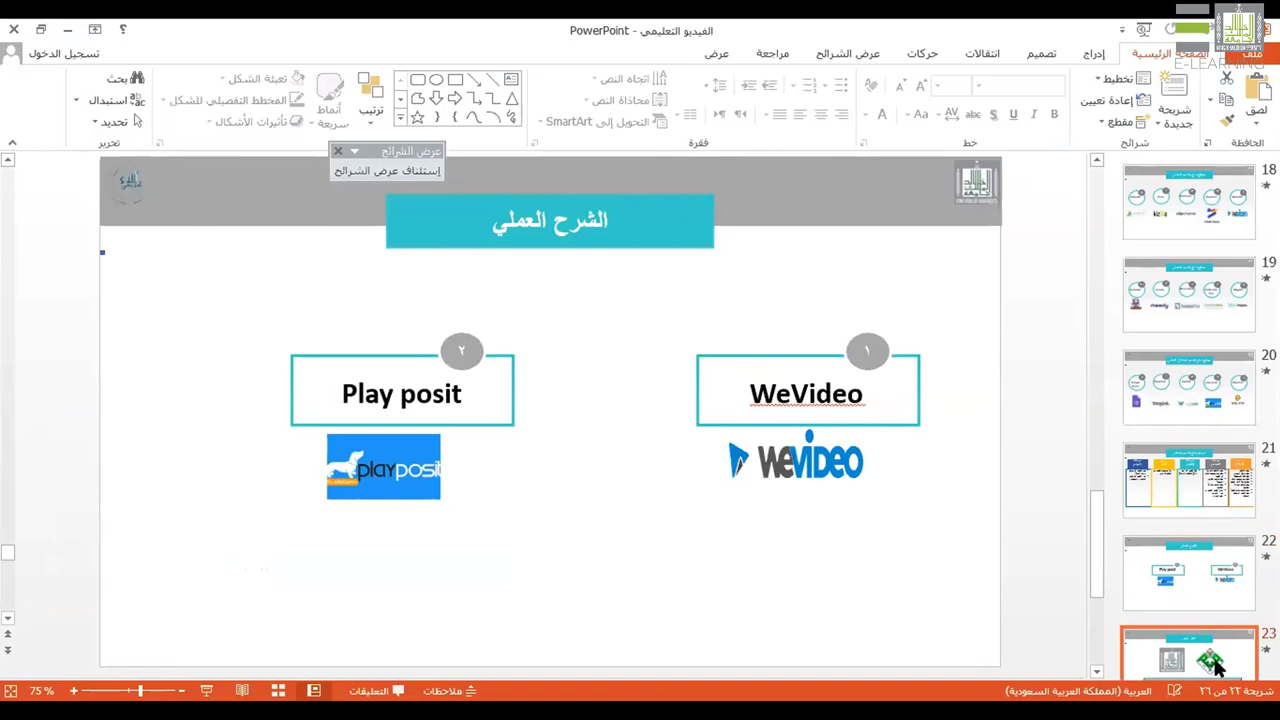 الفيديو التعليمي - PowerPoint
?
تسجيل الدخول
ملف
الصفحة الرئيسية
إدراج
تصميم
انتقالات
حركات
عرض الشرائح
مراجعة
عرض
E-LEARNING
لصق
الحافظة
شريحة
جديدة
تخطيط
إعادة تعيين
مقطع
شرائح
خط
اتجاه النص
محاذاة النص
التحويل إلى SmartArt
فقرة
ترتيب
أنماط
سريعة
تعبئة الشكل
المخطط التفصيلي للشكل
تأثيرات الأشكال
بحث
استبدال
تحديد
تحرير
عرض الشرائح
إستئناف عرض الشرائح
الشرح العملي
١
WeVideo
wevideo
٢
Play posit
playposit
18
19
20
21
22
Play posit
WeVideo
23
شريحة ٢٢ من ٢٦
العربية (المملكة العربية السعودية)
ملاحظات
التعليقات
75 %